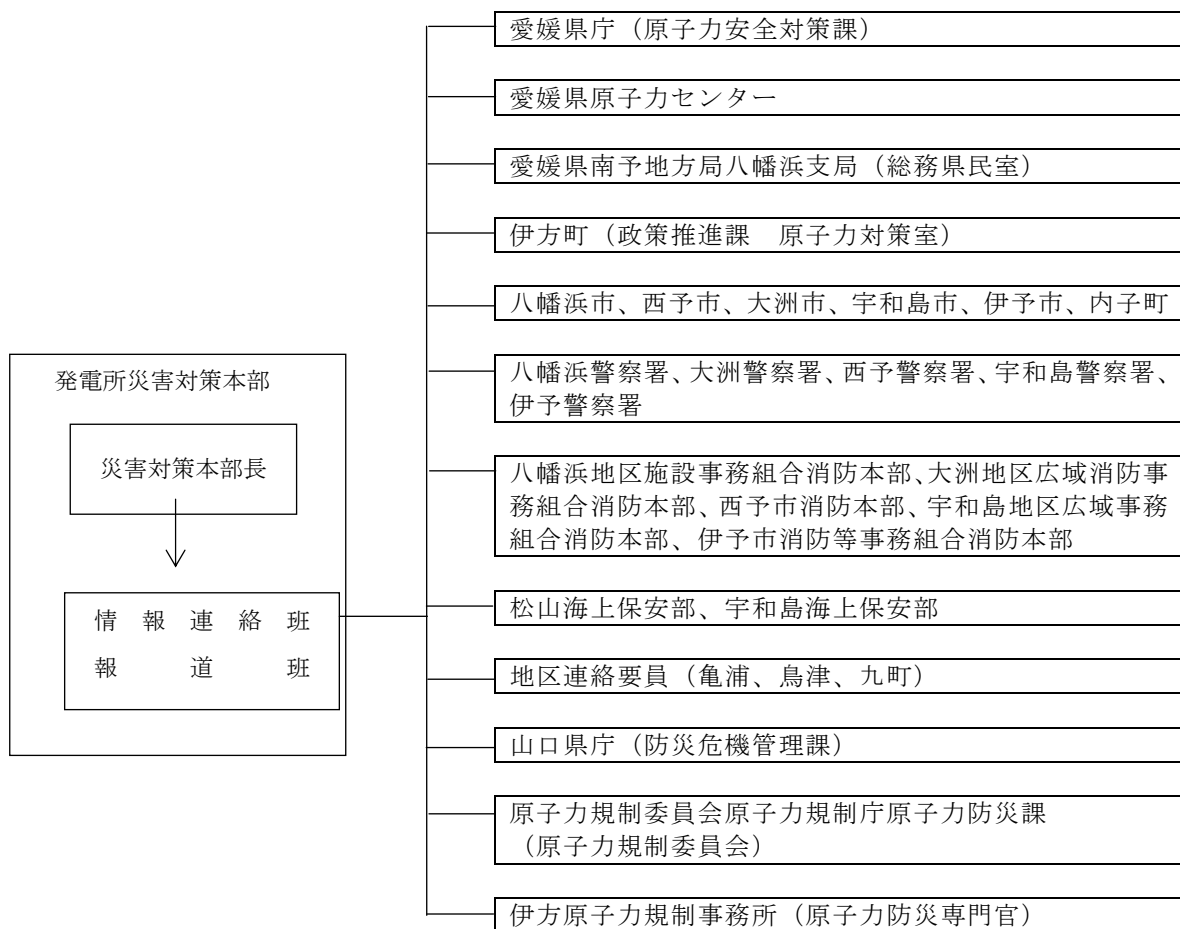 愛媛県庁（原子力安全対策課）
愛媛県原子力センター
愛媛県南予地方局八幡浜支局（総務県民室）
伊方町（政策推進課　原子力対策室）
八幡浜市、西予市、大洲市、宇和島市、伊予市、内子町
発電所災害対策本部
災害対策本部長
情報連絡班
報道班
八幡浜警察署、大洲警察署、西予警察署、宇和島警察署、
伊予警察署
八幡浜地区施設事務組合消防本部、大洲地区広域消防事
務組合消防本部、西予市消防本部、宇和島地区広域事務
組合消防本部、伊予市消防等事務組合消防本部
松山海上保安部、宇和島海上保安部
地区連絡要員（亀浦、鳥津、九町）
山口県庁（防災危機管理課）
原子力規制委員会原子力規制庁原子力防災課
（原子力規制委員会）
伊方原子力規制事務所（原子力防災専門官）